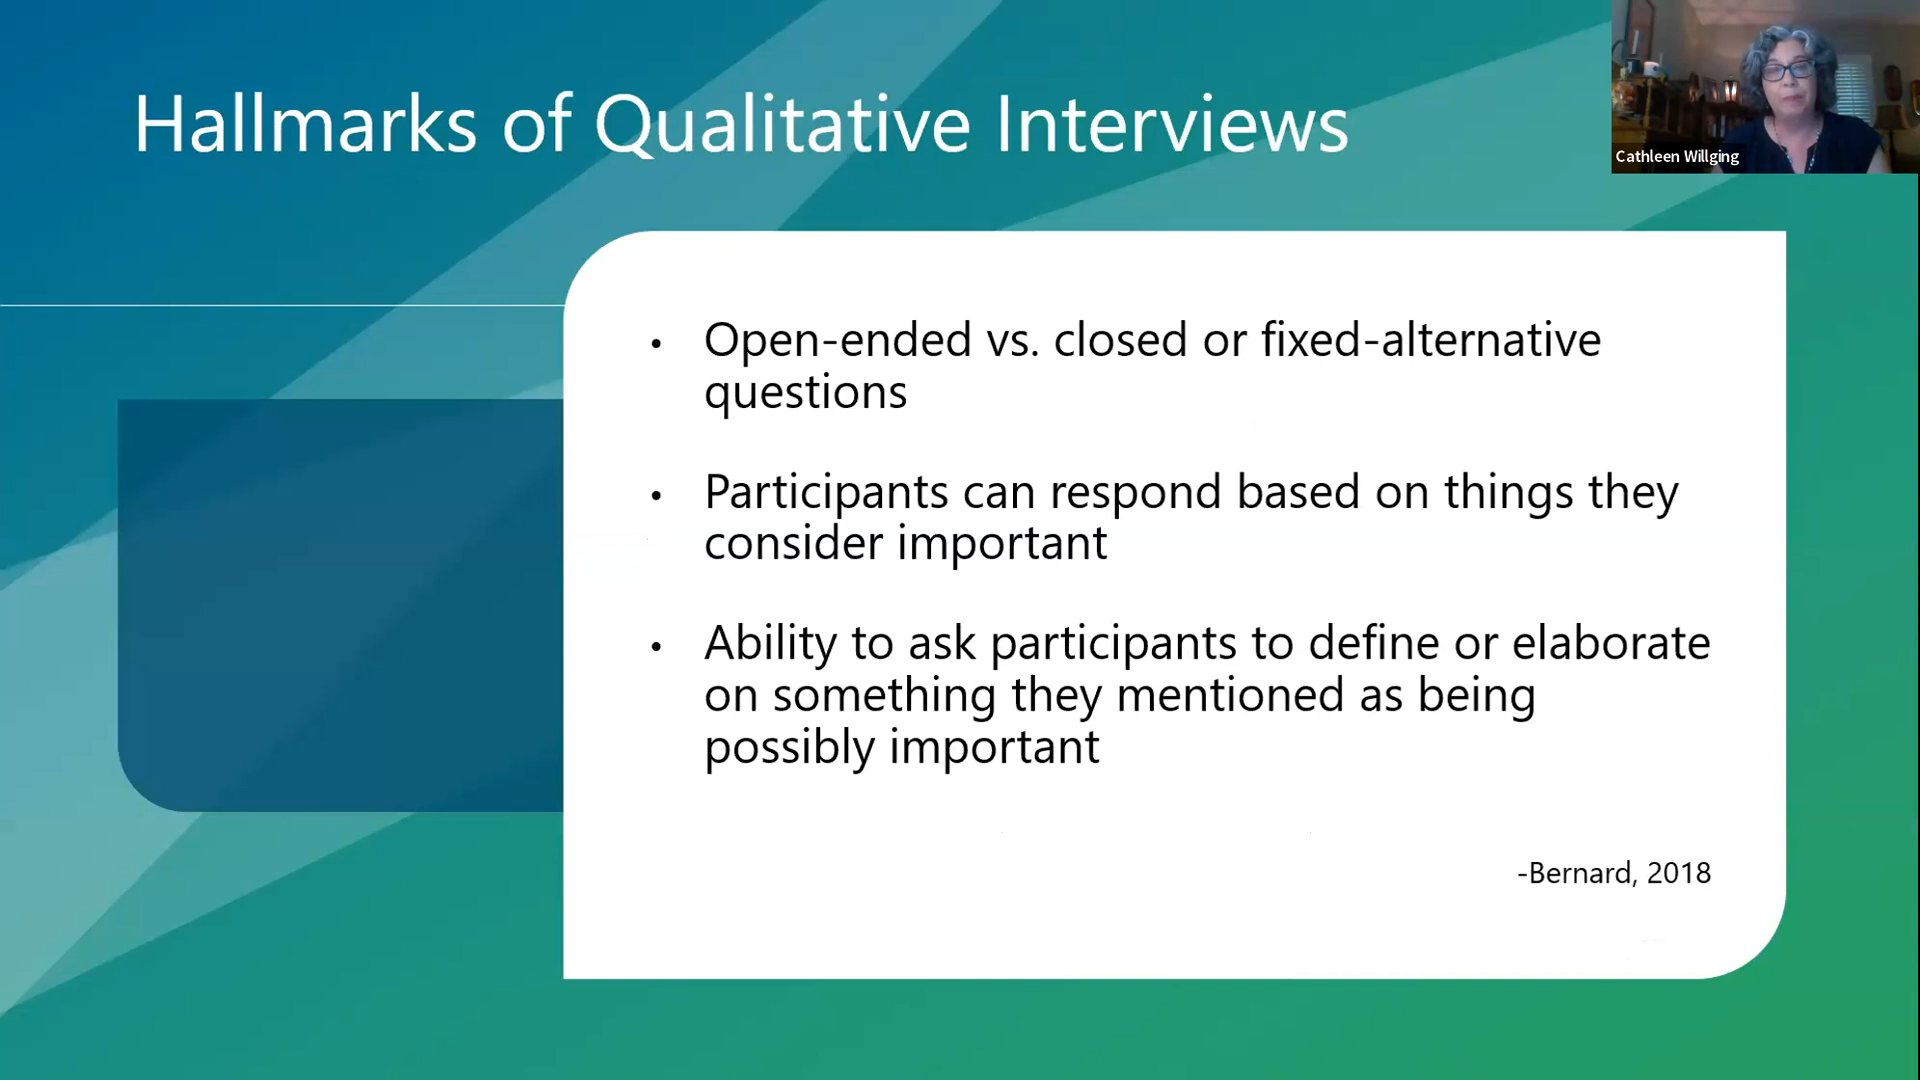 Hallmarks of Qualitative Interviews
Cathleen Willging
• Open-ended vs. closed or fixed-alternative
questions
• Participants can respond based on things they
consider important
• Ability to ask participants to define or elaborate
on something they mentioned as being
possibly important
-Bernard, 2018